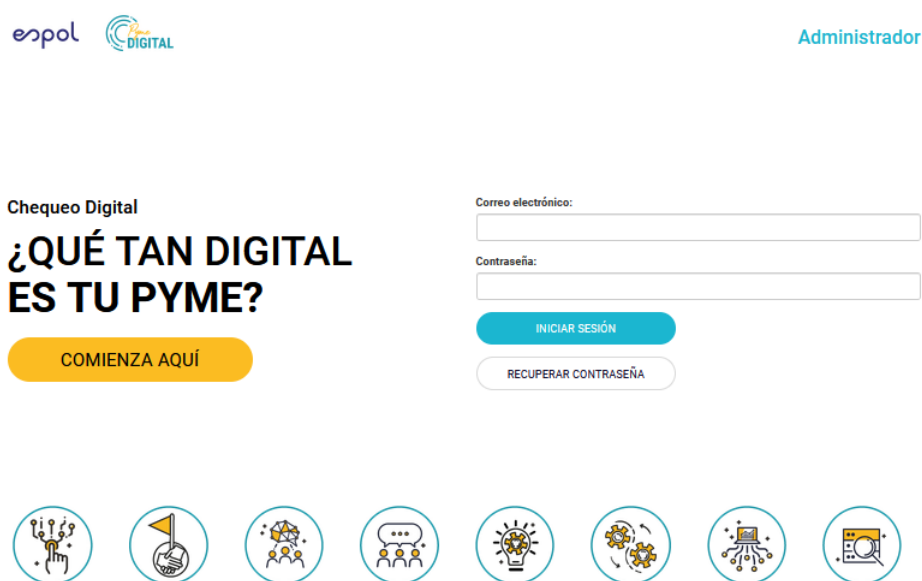 espol
Pyme
DIGITAL
Administrador
Chequeo Digital
¿QUÉ TAN DIGITAL
ES TU PYME?
COMIENZA AQUÍ
Correo electrónico:
Contraseña:
INICIAR SESIÓN
RECUPERAR CONTRASEÑA